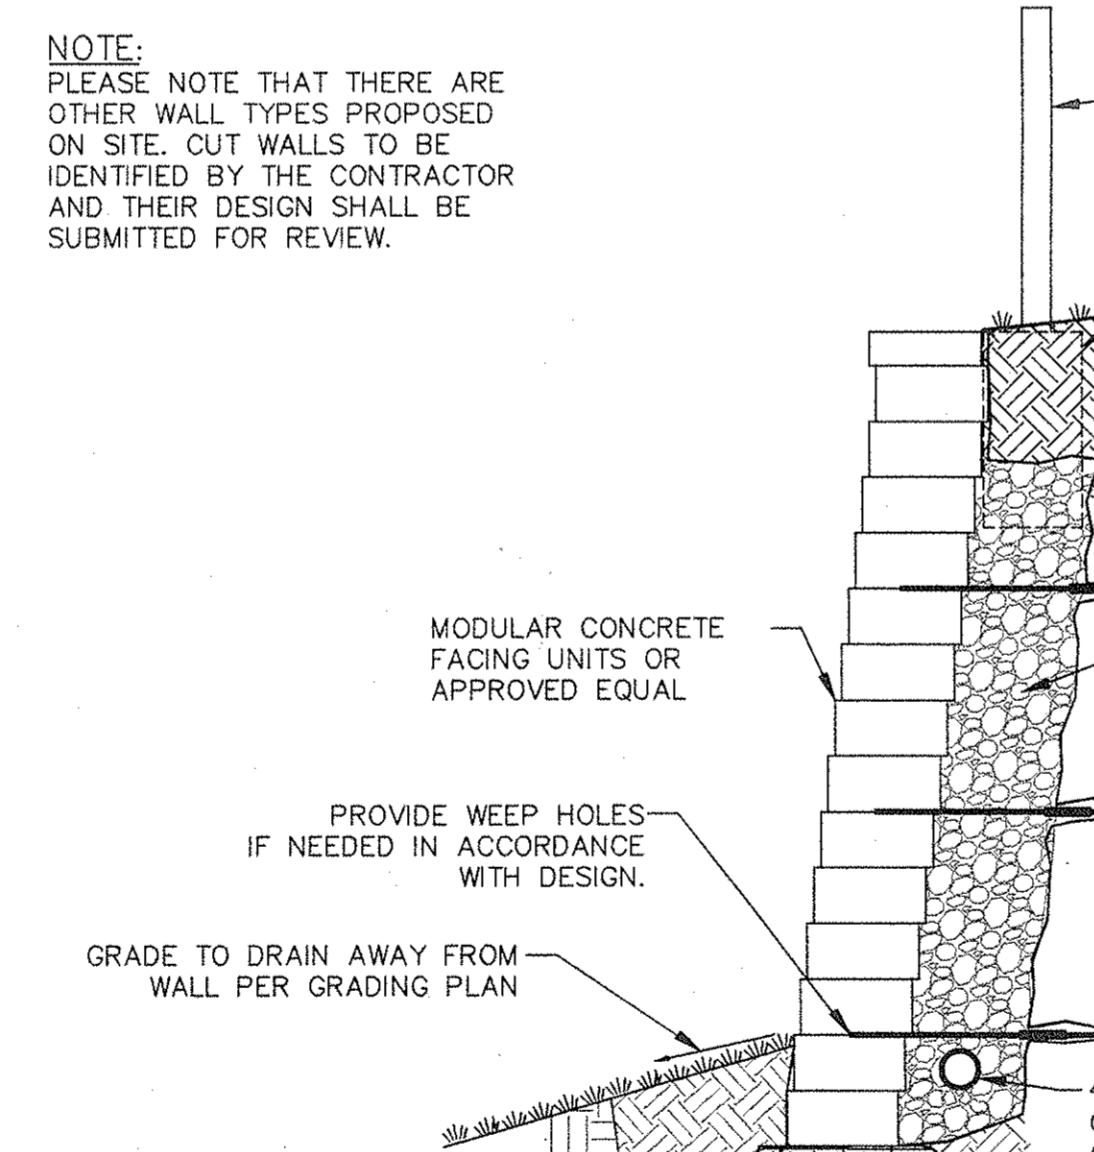 NOTE:
PLEASE NOTE THAT THERE ARE
OTHER WALL TYPES PROPOSED
ON SITE. CUT WALLS TO BE
IDENTIFIED BY THE CONTRACTOR
AND THEIR DESIGN SHALL BE
SUBMITTED FOR REVIEW.
MODULAR CONCRETE
FACING UNITS OR
APPROVED EQUAL
PROVIDE WEEP HOLES
IF NEEDED IN ACCORDANCE
WITH DESIGN.
GRADE TO DRAIN AWAY FROM
WALL PER GRADING PLAN